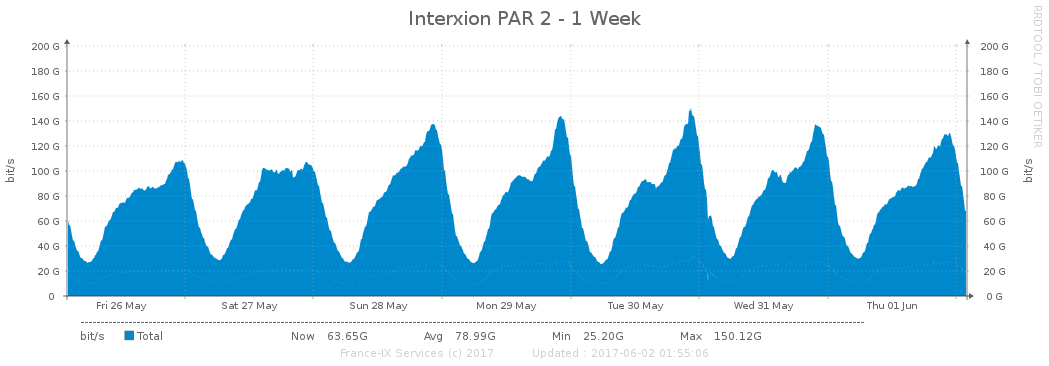 Interxion PAR 2 - 1 Week
RRDTOOL / TOBI OETIKER
bit/s
200 G 200 G
180 G 180 G
160 G 160 G
140 G 140 G
120 G 120 G
100 G 100 G
80 G 80 G
60 G 60 G
40 G 40 G
20 G 20 G
0 0 G
bit/s
Fri 26 May Sat 27 May Sun 28 May Mon 29 May Tue 30 May Wed 31 May Thu 01 Jun
bit/s Total Now 63.65G Avg 78.99G Min 25.20G Max 150.12G
France-IX Services (c) 2017 Updated : 2017-06-02 01:55:06